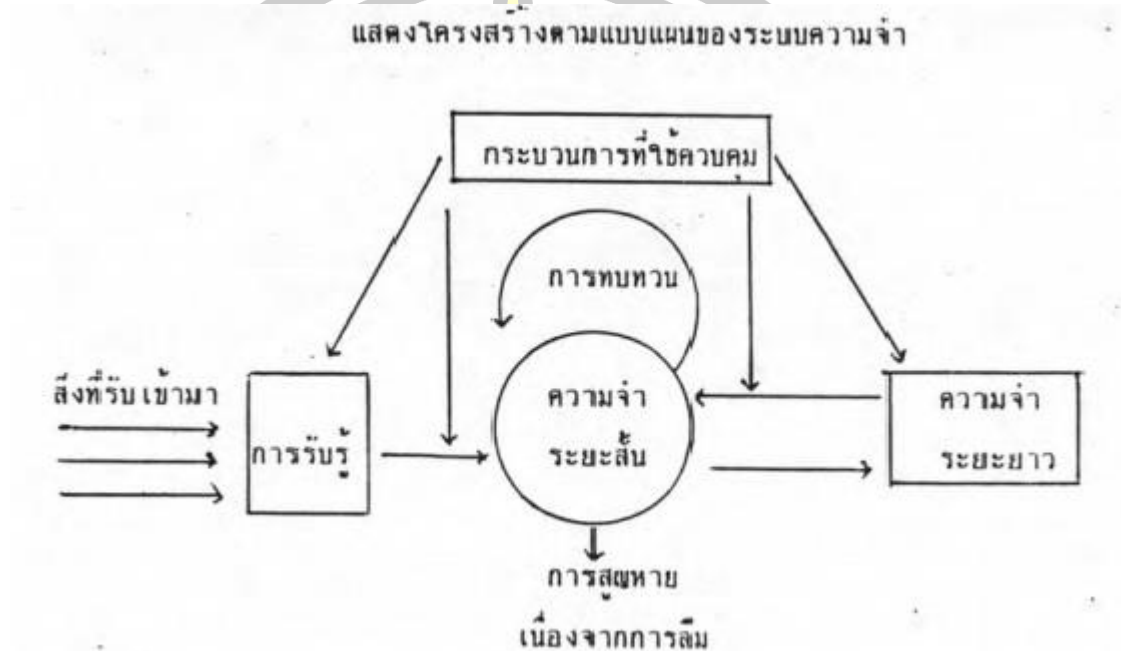 แสดงโครงสร้างตามแบบแผนของระบบความจำ
กระบวนการที่ใช้ควบคุม
การทบทวน
สิ่งที่รับเข้ามา
การรับรู้
ความจำ
ระยะสั้น
ความจำ
ระยะยาว
การสูญหาย
เนื่องจากการลืม